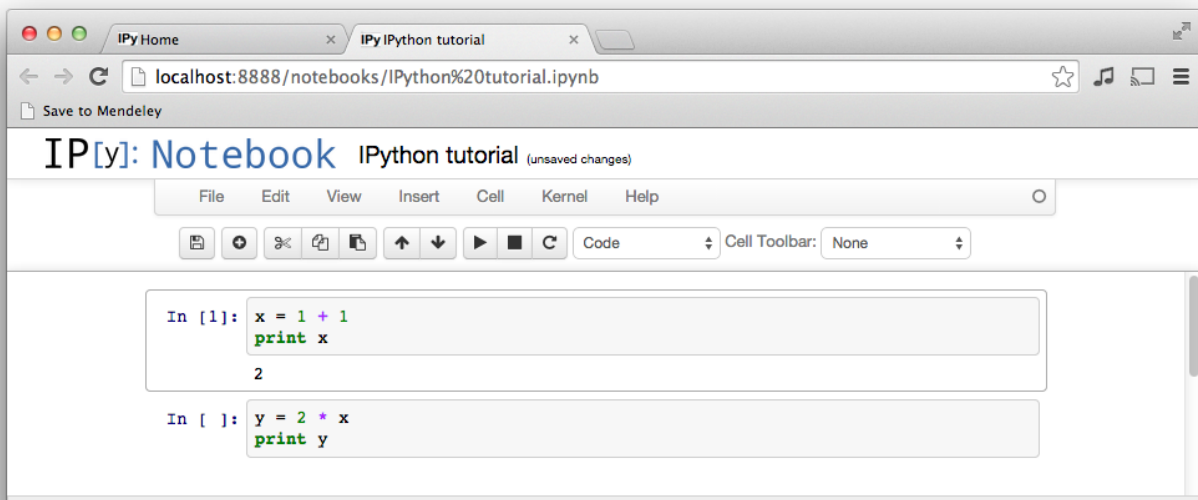 IPy Home
IPy IPython tutorial
localhost:8888/notebooks/IPython%20tutorial.ipynb
Save to Mendeley
IP[y]: Notebook IPython tutorial (unsaved changes)
File Edit View Insert Cell Kernel Help
Code Cell Toolbar: None
In [1]: x = 1 + 1
print x
2
In [ ]: y = 2 * x
print y